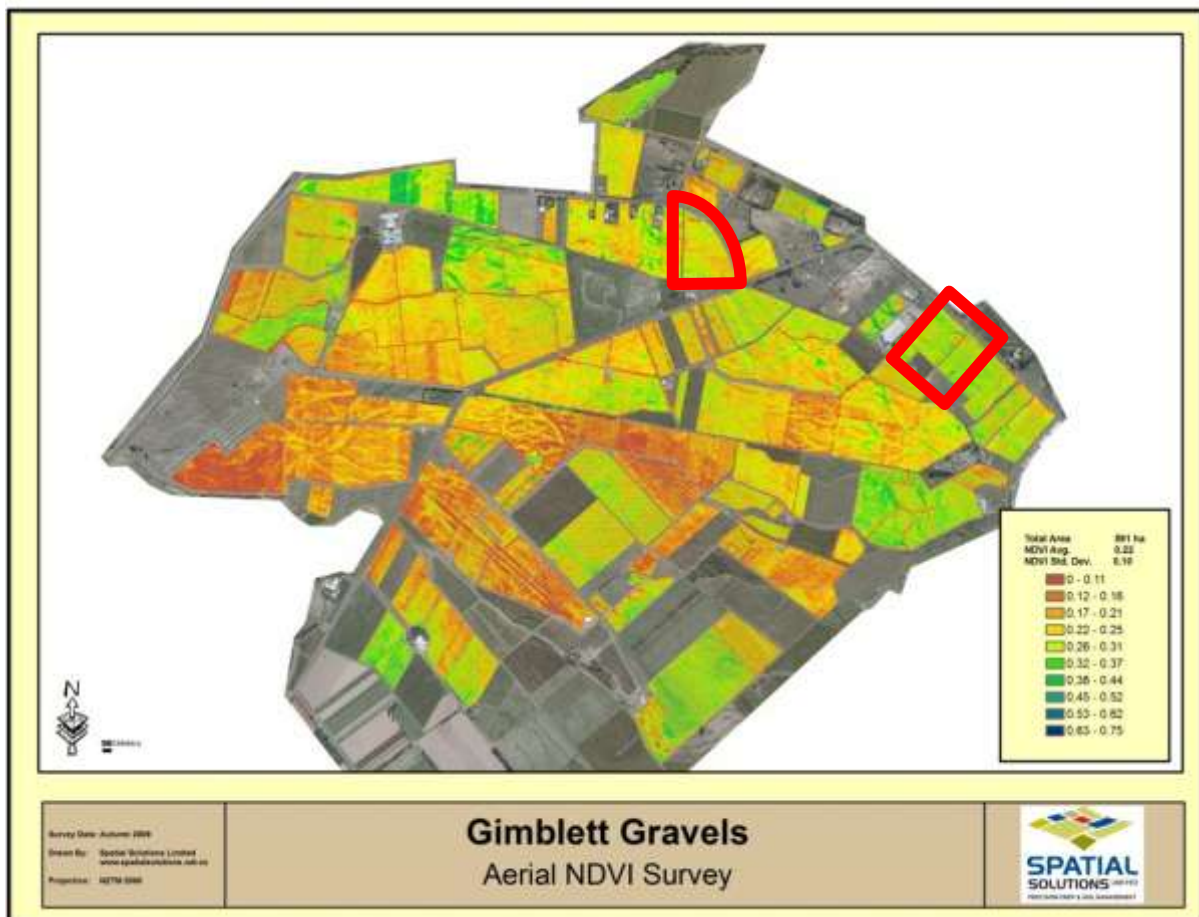 N
Total Area 891 ha
NDVI Avg. 0.22
NDVI Std. Dev. 0.10
0 - 0.11
0.12 - 0.16
0.17 - 0.21
0.22 - 0.25
0.26 - 0.31
0.32 - 0.37
0.38 - 0.44
0.45 - 0.52
0.53 - 0.62
0.63 - 0.75
Survey Date: Autumn
Drawn By: Spatial Solutions Limited
Projection:
Gimblett Gravels
Aerial NDVI Survey
SPATIAL
SOLUTIONS LIMITED